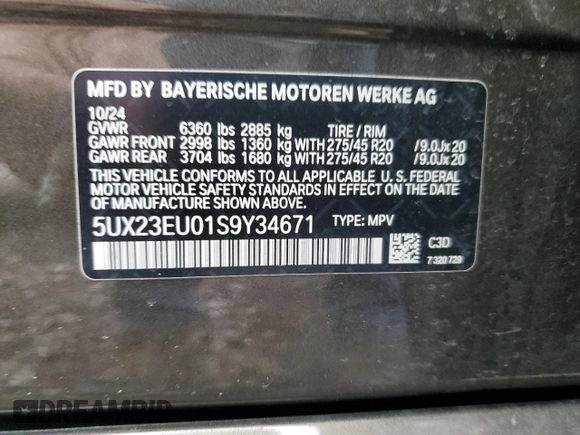 MFD BY BAYERISCHE MOTOREN WERKE AG
10/24
GVWR 6360 lbs 2885 kg TIRE / RIM
GAWR FRONT 2998 lbs 1360 kg WITH 275/45 R20 /9.0Jx20
GAWR REAR 3704 lbs 1680 kg WITH 275/45 R20 /9.0Jx20
THIS VEHICLE CONFORMS TO ALL APPLICABLE U. S. FEDERAL
MOTOR VEHICLE SAFETY STANDARDS IN EFFECT ON THE DATE
OF MANUFACTURE SHOWN ABOVE.
5UX23EU01S9Y34671 TYPE: MPV
C3D
7 320 729
DREAMBID